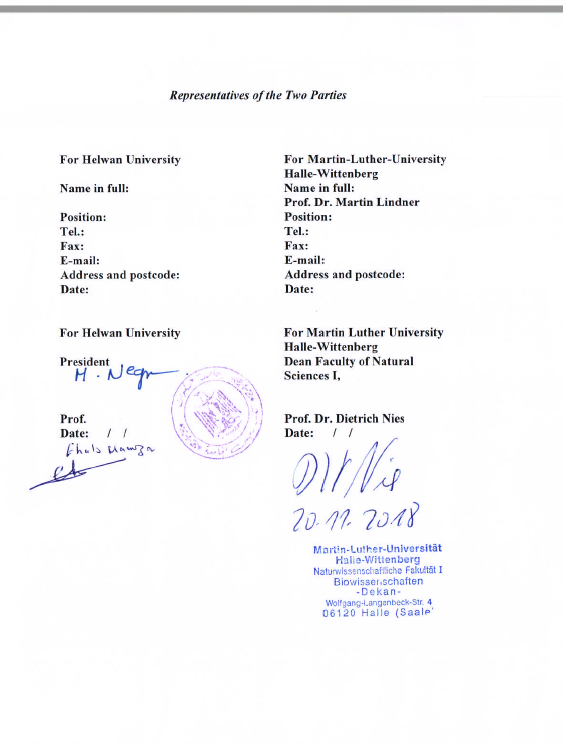 Representatives of the Two Parties
For Helwan University
Name in full:
Position:
Tel.:
Fax:
E-mail:
Address and postcode:
Date:
For Martin-Luther-University
Halle-Wittenberg
Name in full:
Prof. Dr. Martin Lindner
Position:
Tel.:
Fax:
E-mail:
Address and postcode:
Date:
For Helwan University
President
M. Negm
Prof.
Date: / /
Ehab Hamza
For Martin Luther University
Halle-Wittenberg
Dean Faculty of Natural
Sciences I,
Prof. Dr. Dietrich Nies
Date: / /
20.11.2018
Martin-Luther-Universität
Halle-Wittenberg
Naturwissenschaftliche Fakultät I
Biowissenschaften
-Dekan-
Wolfgang-Langenbeck-Str. 4
06120 Halle (Saale)